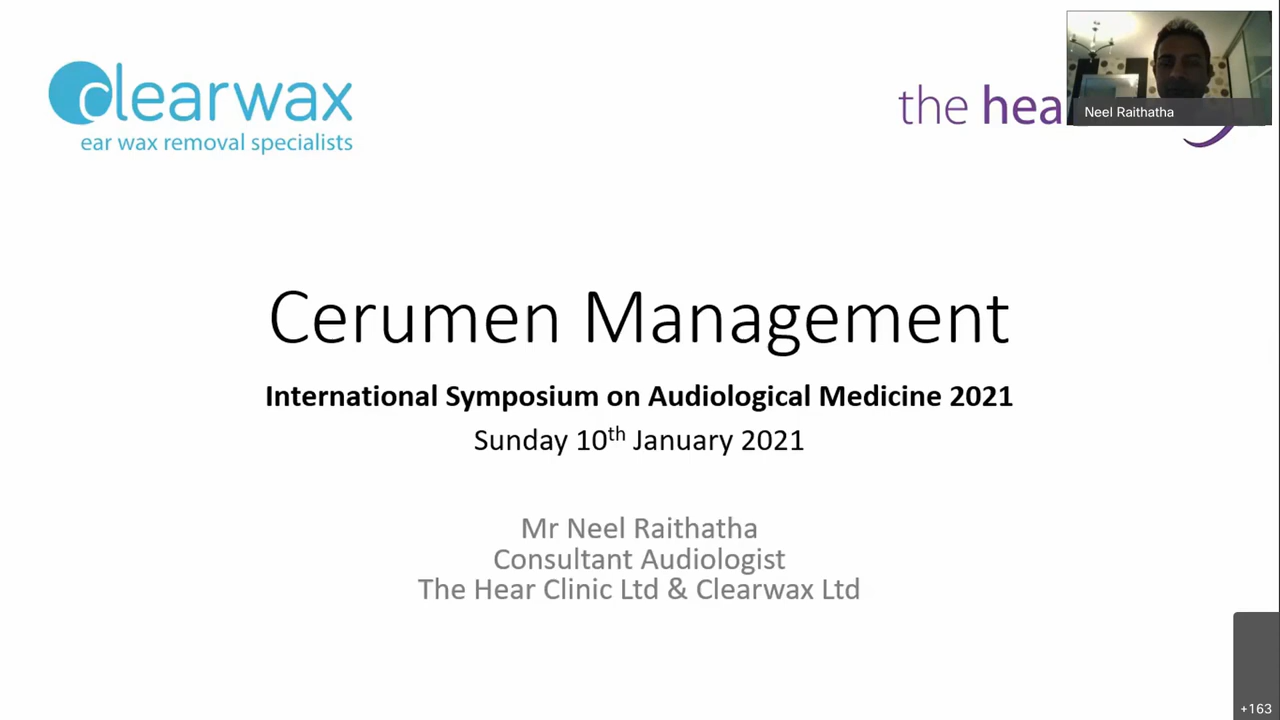 clearwax
ear wax removal specialists
the hea
Neel Raithatha
Cerumen Management
International Symposium on Audiological Medicine 2021
Sunday 10th January 2021
Mr Neel Raithatha
Consultant Audiologist
The Hear Clinic Ltd & Clearwax Ltd
+163